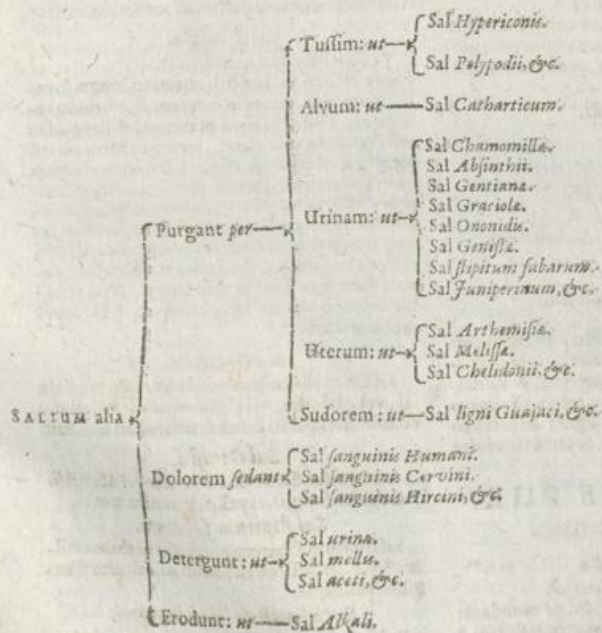 SALIUM alia
Purgant per
Tussim: ut
Sal Hypericonis.
Sal Polypodii, &c.
Alvum: ut
Sal Catharticum.
Urinam: ut
Sal Chamomillæ.
Sal Absinthii.
Sal Gentianæ.
Sal Graciolæ.
Sal Ononidis.
Sal Genistæ.
Sal stipitum fabarum.
Sal Juniperinum, &c.
Uterum: ut
Sal Arthemisiæ.
Sal Melissæ.
Sal Chelidonii, &c.
Sudorem: ut
Sal ligni Guajaci, &c.
Dolorem sedant
Sal sanguinis Humani.
Sal sanguinis Cervini.
Sal sanguinis Hircini, &c.
Detergunt: ut
Sal urinæ.
Sal mellis.
Sal aceti, &c.
Erodunt: ut
Sal Alkali.